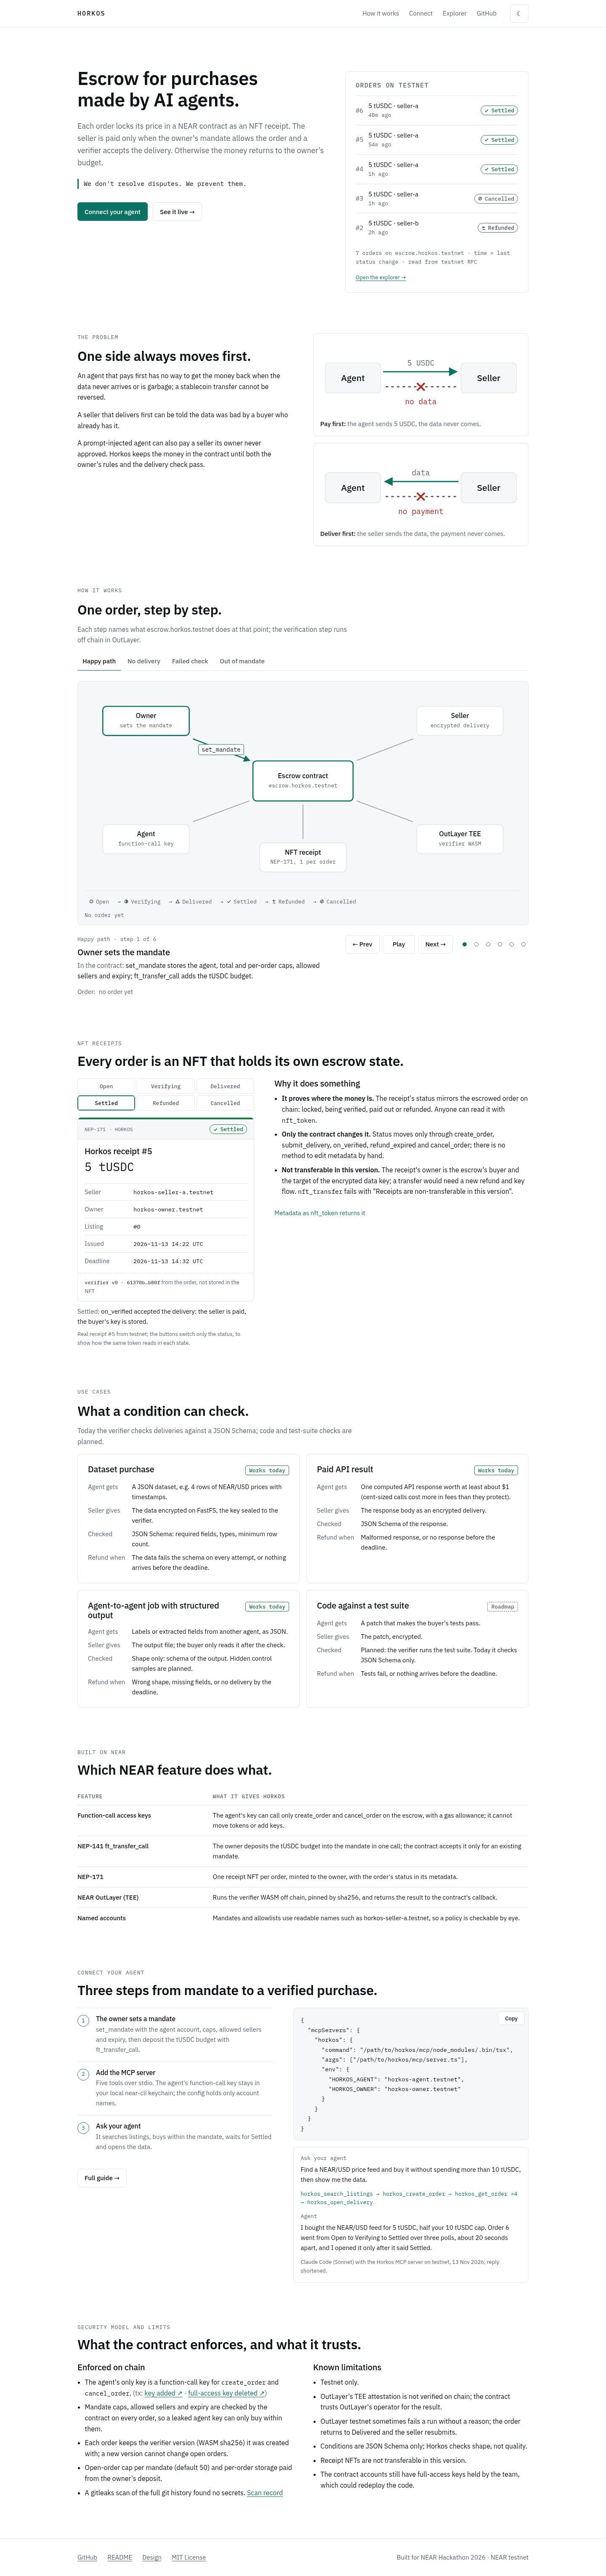 HORKOS
How it works
Connect
Explorer
GitHub
Escrow for purchases
made by AI agents.
Each order locks its price in a NEAR contract as an NFT receipt. The
seller is paid only when the owner's mandate allows the order and a
verifier accepts the delivery. Otherwise the money returns to the owner's
budget.
We don't resolve disputes. We prevent them.
Connect your agent
See it live →
ORDERS ON TESTNET
#6 5 tUSDC · seller-a ✓ Settled
40m ago
#5 5 tUSDC · seller-a ✓ Settled
54m ago
#4 5 tUSDC · seller-a ✓ Settled
1h ago
#3 5 tUSDC · seller-a ⊘ Cancelled
1h ago
#2 5 tUSDC · seller-b Refunded
2h ago
7 orders on escrow.horkos.testnet · time = last
status change · read from testnet RPC
Open the explorer →
THE PROBLEM
One side always moves first.
An agent that pays first has no way to get the money back when the
data never arrives or is garbage; a stablecoin transfer cannot be
reversed.
A seller that delivers first can be told the data was bad by a buyer who
already has it.
A prompt-injected agent can also pay a seller its owner never
approved. Horkos keeps the money in the contract until both the
owner's rules and the delivery check pass.
5 USDC
Agent
Seller
no data
Pay first: the agent sends 5 USDC, the data never comes.
data
Agent
Seller
no payment
Deliver first: the seller sends the data, the payment never comes.
HOW IT WORKS
One order, step by step.
Each step names what escrow.horkos.testnet does at that point; the verification step runs
off chain in OutLayer.
Happy path
No delivery
Failed check
Out of mandate
Owner
sets the mandate
Seller
encrypted delivery
set_mandate
Escrow contract
escrow.horkos.testnet
Agent
function-call key
NFT receipt
NEP-171, 1 per order
OutLayer TEE
verifier WASM
Open → Verifying → Delivered → ✓ Settled → Refunded → ⊘ Cancelled
No order yet
Happy path · step 1 of 6
Owner sets the mandate
In the contract: set_mandate stores the agent, total and per-order caps, allowed
sellers and expiry; ft_transfer_call adds the tUSDC budget.
Order: no order yet
← Prev
Play
Next →
NFT RECEIPTS
Every order is an NFT that holds its own escrow state.
Open
Verifying
Delivered
Settled
Refunded
Cancelled
NEP-171 · HORKOS
✓ Settled
Horkos receipt #5
5 tUSDC
Seller horkos-seller-a.testnet
Owner horkos-owner.testnet
Listing #0
Issued 2026-11-13 14:22 UTC
Deadline 2026-11-13 14:32 UTC
from the order, not stored in the
NFT
Settled: on_verified accepted the delivery: the seller is paid,
the buyer's key is stored.
Real receipt #5 from testnet; the buttons switch only the status, to
show how the same token reads in each state.
Why it does something
• It proves where the money is. The receipt's status mirrors the escrowed order on
chain: locked, being verified, paid out or refunded. Anyone can read it with
nft_token.
• Only the contract changes it. Status moves only through create_order,
submit_delivery, on_verified, refund_expired and cancel_order; there is no
method to edit metadata by hand.
• Not transferable in this version. The receipt's owner is the escrow's buyer and
the target of the encrypted data key; a transfer would need a new refund and key
flow. nft_transfer fails with "Receipts are non-transferable in this version".
Metadata as nft_token returns it
USE CASES
What a condition can check.
Today the verifier checks deliveries against a JSON Schema; code and test-suite checks are
planned.
Dataset purchase
Works today
Agent gets A JSON dataset, e.g. 4 rows of NEAR/USD prices with
timestamps.
Seller gives The data encrypted on FastFS, the key sealed to the
verifier.
Checked JSON Schema: required fields, types, minimum row
count.
Refund when The data fails the schema on every attempt, or nothing
arrives before the deadline.
Paid API result
Works today
Agent gets One computed API response worth at least about $1
(cent-sized calls cost more in fees than they protect).
Seller gives The response body as an encrypted delivery.
Checked JSON Schema of the response.
Refund when Malformed response, or no response before the
deadline.
Agent-to-agent job with structured
output
Works today
Agent gets Labels or extracted fields from another agent, as JSON.
Seller gives The output file; the buyer only reads it after the check.
Checked Shape only: schema of the output. Hidden control
samples are planned.
Refund when Wrong shape, missing fields, or no delivery by the
deadline.
Code against a test suite
Roadmap
Agent gets A patch that makes the buyer's tests pass.
Seller gives The patch, encrypted.
Checked Planned: the verifier runs the test suite. Today it checks
JSON Schema only.
Refund when Tests fail, or nothing arrives before the deadline.
BUILT ON NEAR
Which NEAR feature does what.
FEATURE WHAT IT GIVES HORKOS
Function-call access keys The agent's key can call only create_order and cancel_order on the escrow, with a gas allowance; it cannot
move tokens or add keys.
NEP-141 ft_transfer_call The owner deposits the tUSDC budget into the mandate in one call; the contract accepts it only for an existing
mandate.
NEP-171 One receipt NFT per order, minted to the owner, with the order's status in its metadata.
NEAR OutLayer (TEE) Runs the verifier WASM off chain, pinned by sha256, and returns the result to the contract's callback.
Named accounts Mandates and allowlists use readable names such as horkos-seller-a.testnet, so a policy is checkable by eye.
CONNECT YOUR AGENT
Three steps from mandate to a verified purchase.
1 The owner sets a mandate
set_mandate with the agent account, caps, allowed sellers
and expiry, then deposit the tUSDC budget with
ft_transfer_call.
2 Add the MCP server
Five tools over stdio. The agent's function-call key stays in
your local near-cli keychain; the config holds only account
names.
3 Ask your agent
It searches listings, buys within the mandate, waits for Settled
and opens the data.
Full guide →
Copy
{
"mcpServers": {
"horkos": {
"command": "/path/to/horkos/mcp/node_modules/.bin/tsx",
"args": ["/path/to/horkos/mcp/server.ts"],
"env": {
"HORKOS_AGENT": "horkos-agent.testnet",
"HORKOS_OWNER": "horkos-owner.testnet"
}
}
}
}
Ask your agent
Find a NEAR/USD price feed and buy it without spending more than 10 tUSDC,
then show me the data.
horkos_search_listings → horkos_create_order → horkos_get_order ×4
→ horkos_open_delivery
Agent
I bought the NEAR/USD feed for 5 tUSDC, half your 10 tUSDC cap. Order 6
went from Open to Verifying to Settled over three polls, about 20 seconds
apart, and I opened it only after it said Settled.
Claude Code (Sonnet) with the Horkos MCP server on testnet, 13 Nov 2026; reply
shortened.
SECURITY MODEL AND LIMITS
What the contract enforces, and what it trusts.
Enforced on chain
• The agent's only key is a function-call key for create_order and
cancel_order. (tx: key added ↗ · full-access key deleted ↗)
• Mandate caps, allowed sellers and expiry are checked by the
contract on every order, so a leaked agent key can only buy within
them.
• Each order keeps the verifier version (WASM sha256) it was created
with; a new version cannot change open orders.
• Open-order cap per mandate (default 50) and per-order storage paid
from the owner's deposit.
• A gitleaks scan of the full git history found no secrets. Scan record
Known limitations
• Testnet only.
• OutLayer's TEE attestation is not verified on chain; the contract
trusts OutLayer's operator for the result.
• OutLayer testnet sometimes fails a run without a reason; the order
returns to Delivered and the seller resubmits.
• Conditions are JSON Schema only; Horkos checks shape, not quality.
• Receipt NFTs are not transferable in this version.
• The contract accounts still have full-access keys held by the team,
which could redeploy the code.
GitHub
README
Design
MIT License
Built for NEAR Hackathon 2026 · NEAR testnet